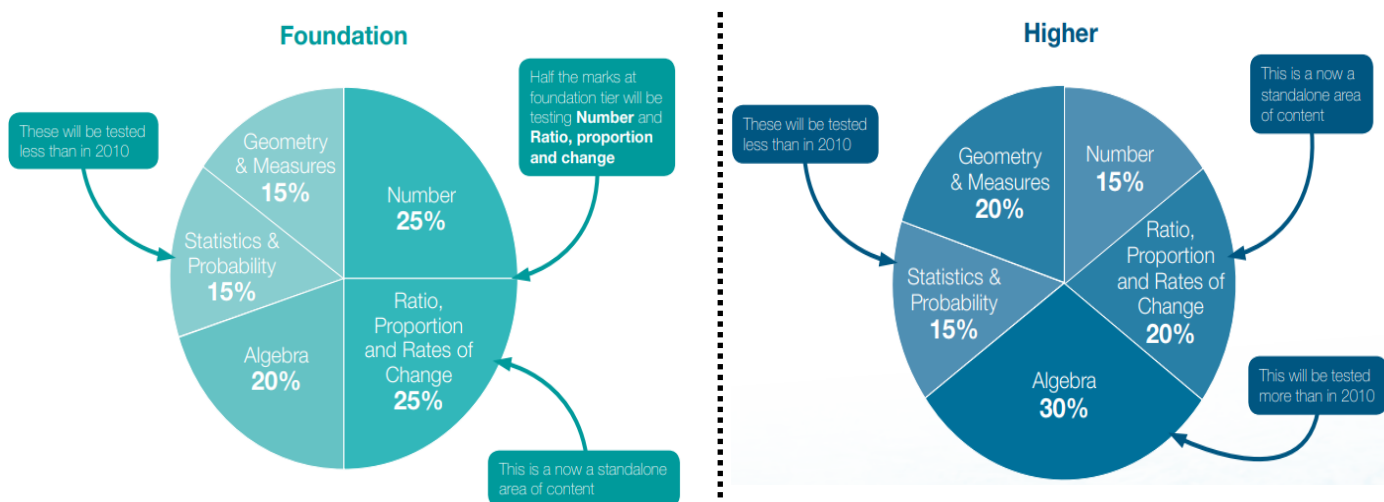 Foundation
Half the marks at
foundation tier will be
testing Number and
Ratio, proportion
and change
These will be tested
less than in 2010
Geometry
& Measures
15%
Number
25%
Statistics &
Probability
15%
Ratio,
Proportion
and Rates of
Change
25%
Algebra
20%
This is a now a standalone
area of content
Higher
This is a now a
standalone area
of content
These will be tested
less than in 2010
Geometry
& Measures
20%
Number
15%
Ratio,
Proportion
and Rates of
Change
20%
Statistics &
Probability
15%
Algebra
30%
This will be tested
more than in 2010